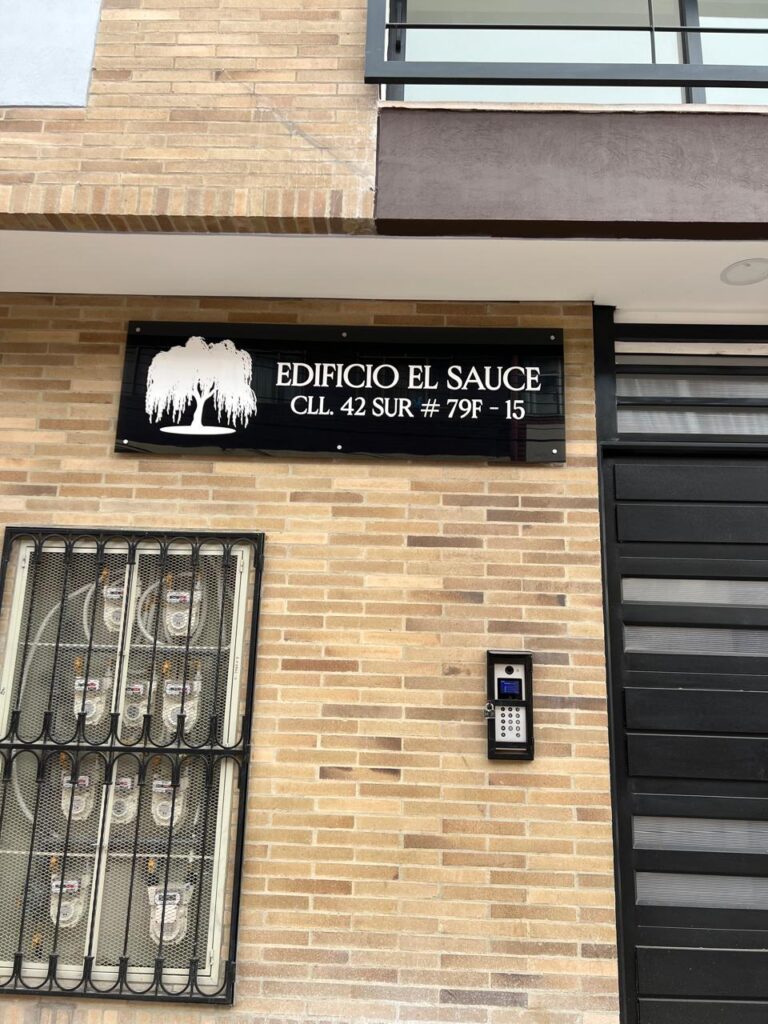 EDIFICIO EL SAUCE
CLL. 42 SUR # 79F - 15